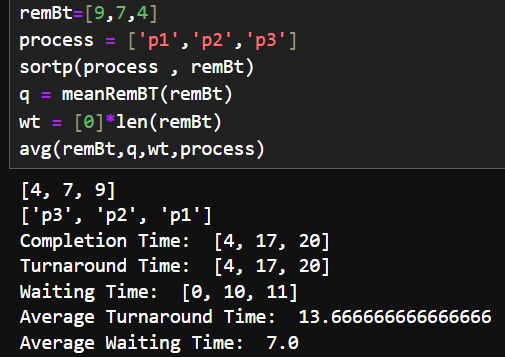 remBt=[9,7,4]
process = ['p1','p2','p3']
sortp(process , remBt)
q = meanRemBT(remBt)
wt = [0]*len(remBt)
avg(remBt,q,wt,process)
[4, 7, 9]
['p3', 'p2', 'p1']
Completion Time:  [4, 17, 20]
Turnaround Time:  [4, 17, 20]
Waiting Time:  [0, 10, 11]
Average Turnaround Time:  13.666666666666666
Average Waiting Time:  7.0